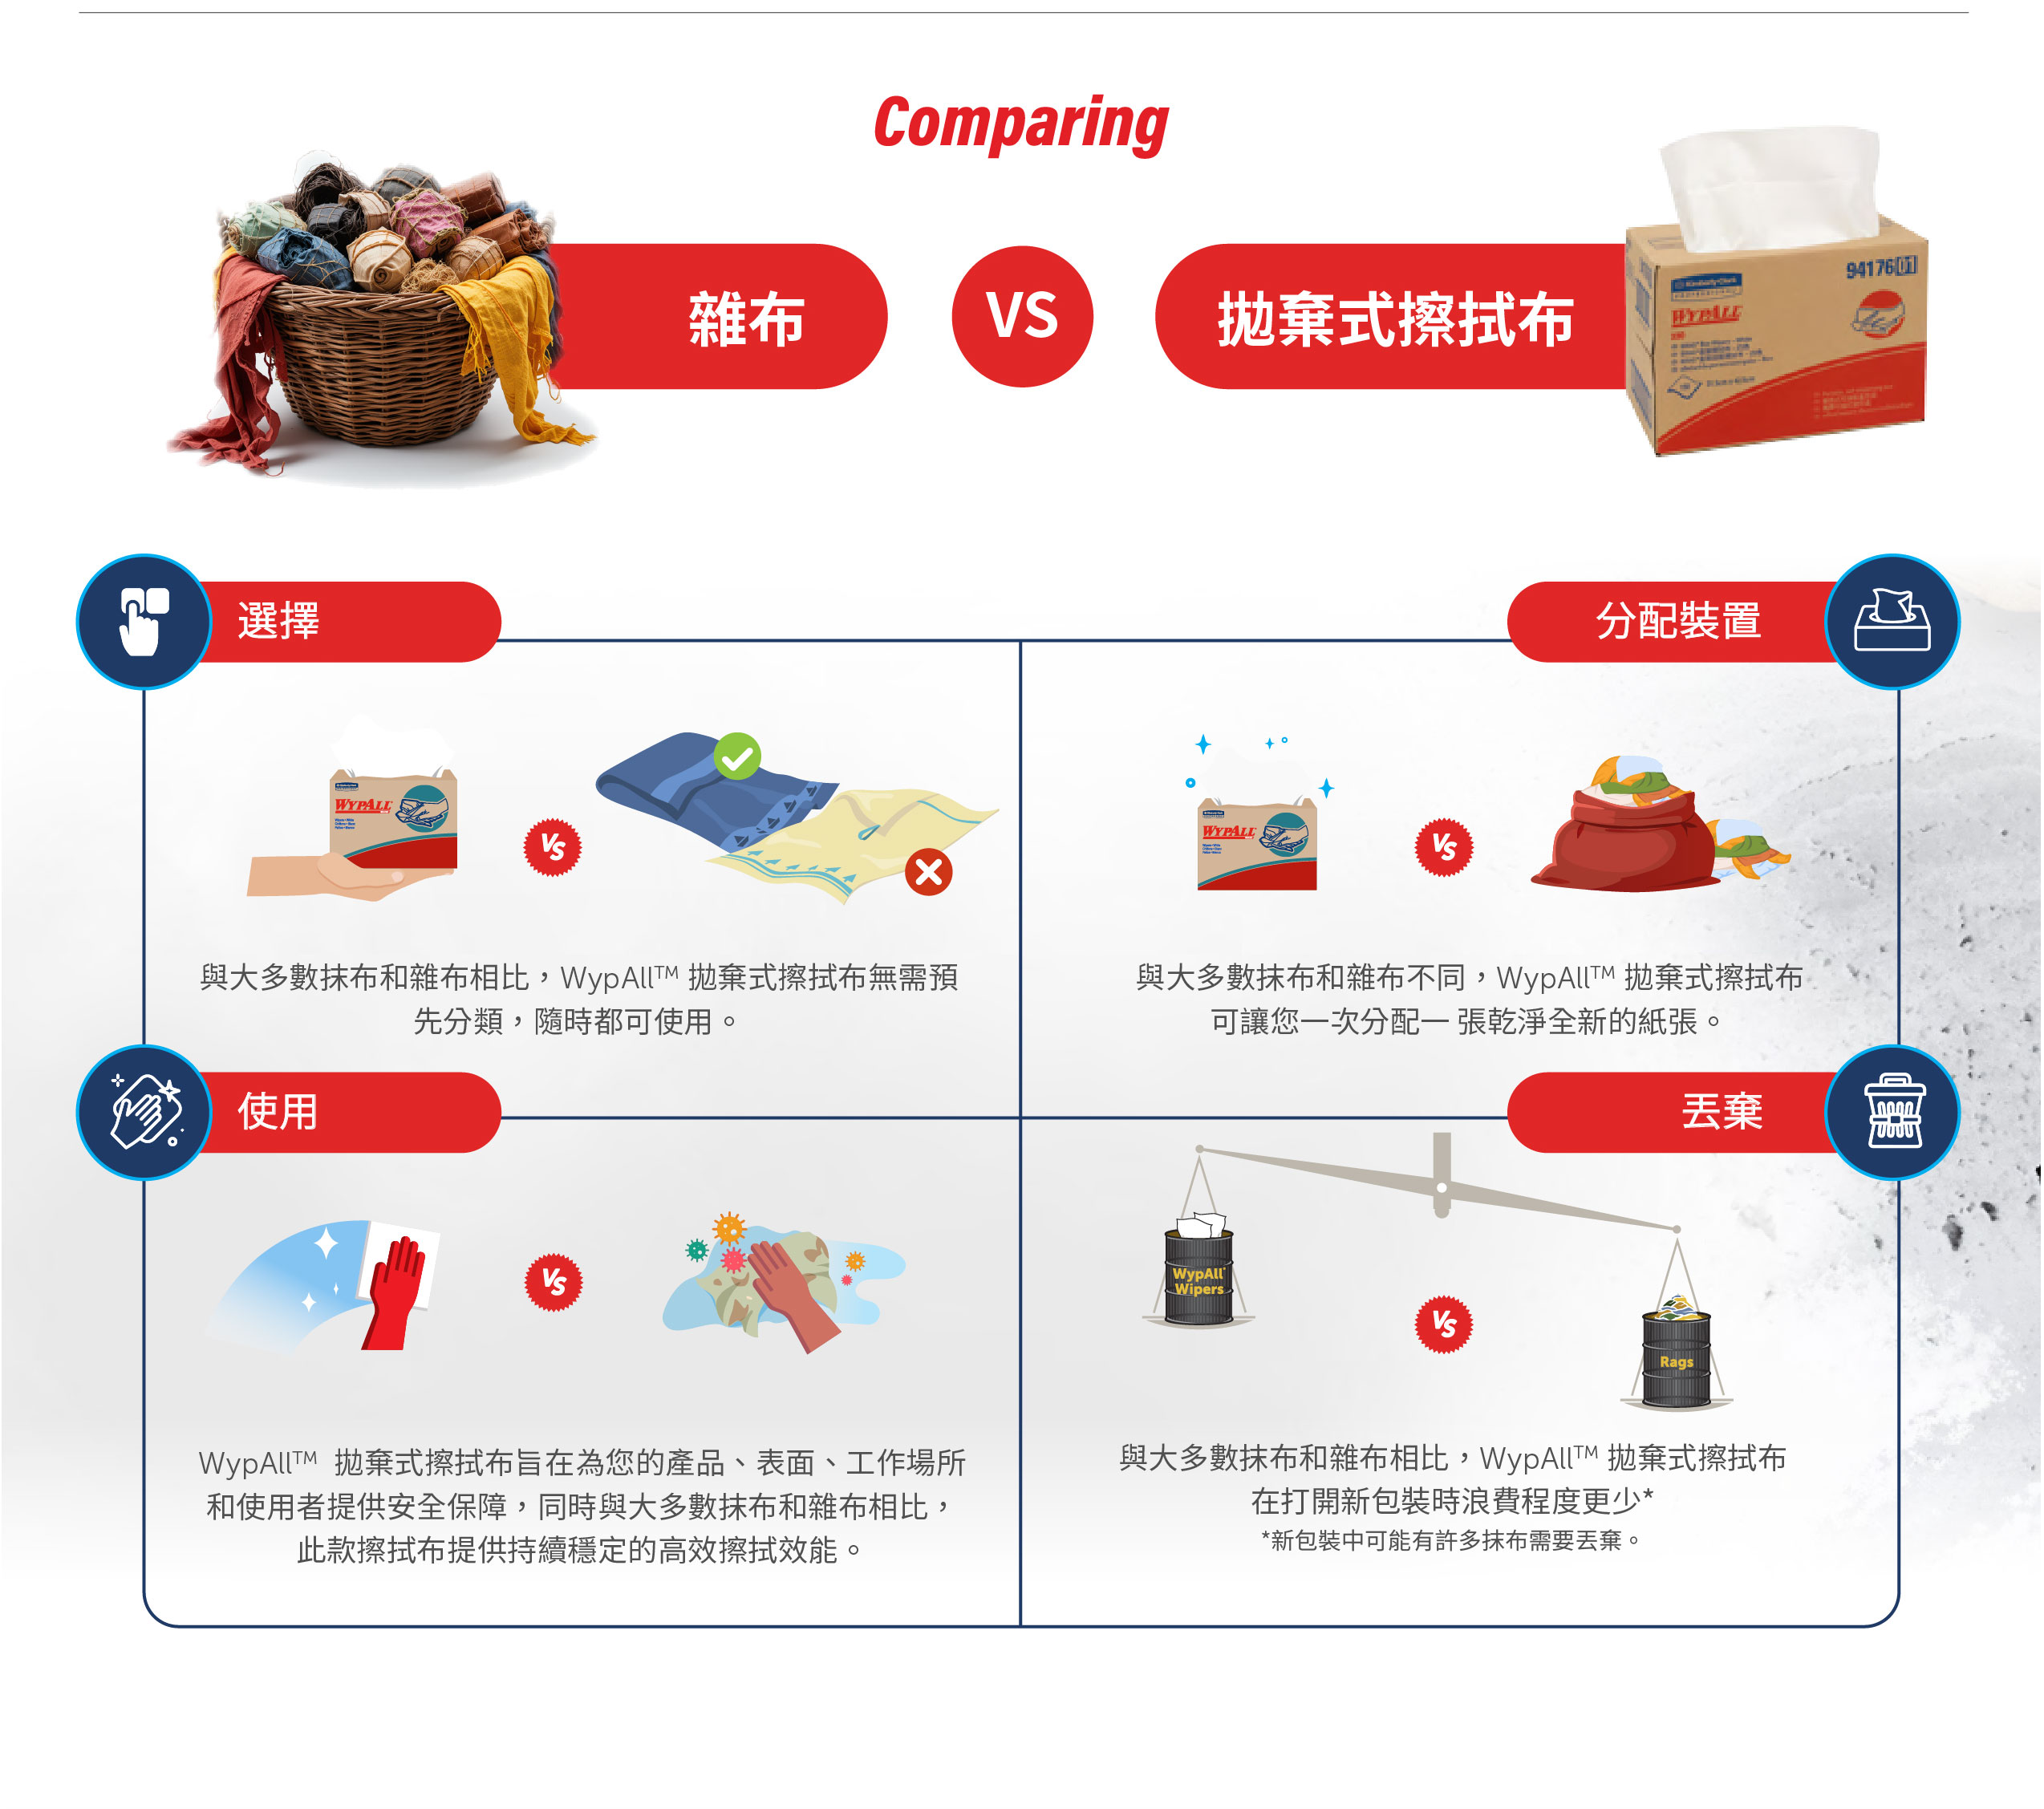 Comparing
雜布
VS
拋棄式擦拭布
94176 01
Kimberly-Clark
WYPALL
選擇
分配裝置
WYPALL
VS
WYPALL
VS
與大多數抹布和雜布相比，WypAll™ 拋棄式擦拭布無需預
先分類，隨時都可使用。
與大多數抹布和雜布不同，WypAll™ 拋棄式擦拭布
可讓您一次分配一 張乾淨全新的紙張。
使用
丟棄
VS
WypAll
Wipers
VS
Rags
WypAll™ 拋棄式擦拭布旨在為您的產品、表面、工作場所
和使用者提供安全保障，同時與大多數抹布和雜布相比，
此款擦拭布提供持續穩定的高效擦拭效能。
與大多數抹布和雜布相比，WypAll™ 拋棄式擦拭布
在打開新包裝時浪費程度更少*
*新包裝中可能有許多抹布需要丟棄。